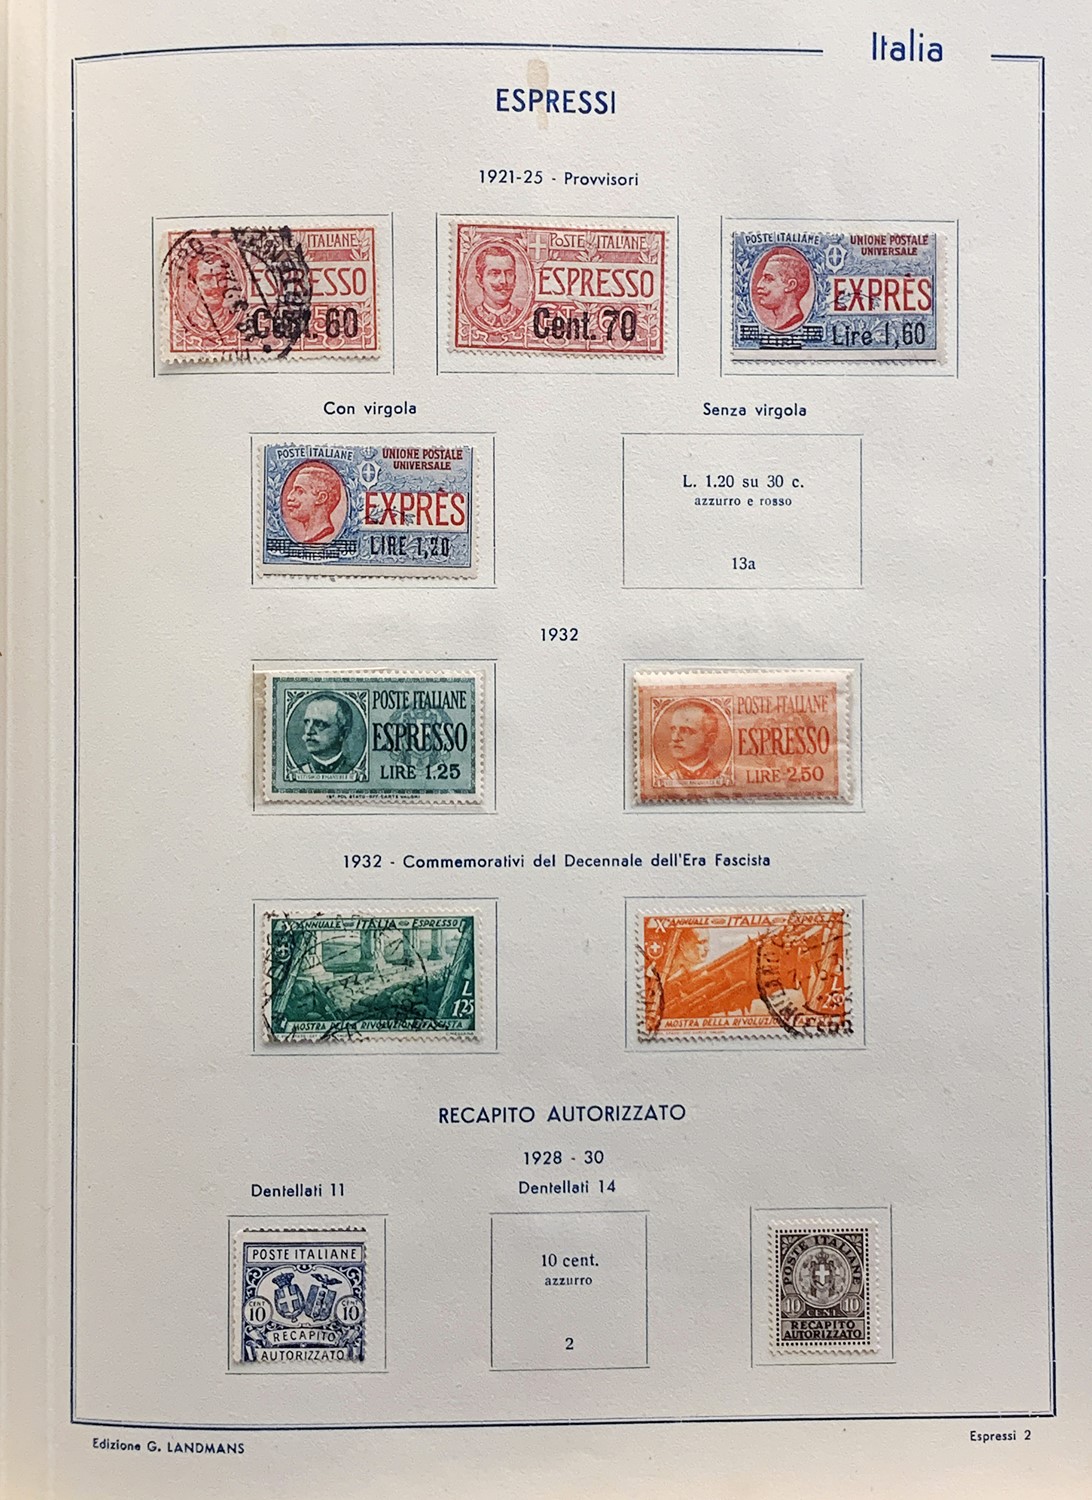 Italia
ESPRESSI
1921-25 - Provvisori
ITALIANE
ESPRESSO
Cent. 60
POSTE ITALIANE
ESPRESSO
Cent. 70
POSTE ITALIANE
UNIONE POSTALE
UNIVERSALE
EXPRÈS
Lire 1,60
Con virgola
Senza virgola
POSTE ITALIANE
UNIONE POSTALE
UNIVERSALE
EXPRÈS
LIRE 1,20
L. 1.20 su 30 c.
azzurro e rosso
13a
1932
POSTE ITALIANE
ESPRESSO
LIRE 1.25
POSTE ITALIANE
ESPRESSO
LIRE 2,50
1932 - Commemorativi del Decennale dell'Era Fascista
X ANNUALE ITALIA ESPRESSO
L
1,25
MOSTRA DELLA RIVOLUZIONE FASCISTA
X ANNUALE ITALIA
L
MOSTRA DELLA
RECAPITO AUTORIZZATO
1928 - 30
Dentellati 11
Dentellati 14
POSTE ITALIANE
CENT 10
CENT 10
RECAPITO
AUTORIZZATO
10 cent.
azzurro
2
POSTE ITALIANE
10 CENT 10
RECAPITO
AUTORIZZATO
Edizione G. LANDMANS
Espressi 2